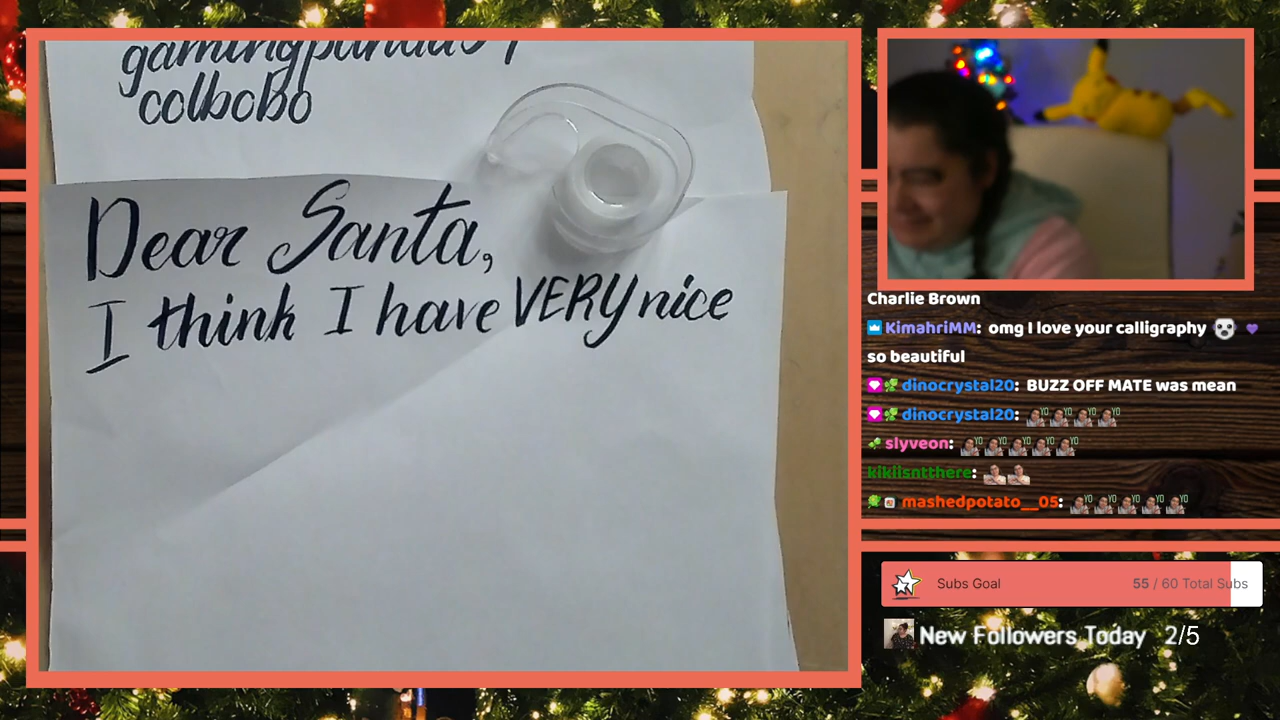 colbobo
Dear Santa,
I think I have VERY nice
Charlie Brown
KimahriMM: omg I love your calligraphy
so beautiful
dinocrystal20: BUZZ OFF MATE was mean
dinocrystal20:
slyveon:
kikiisntthere:
mashedpotato__05:
Subs Goal 55 / 60 Total Subs
New Followers Today 2/5